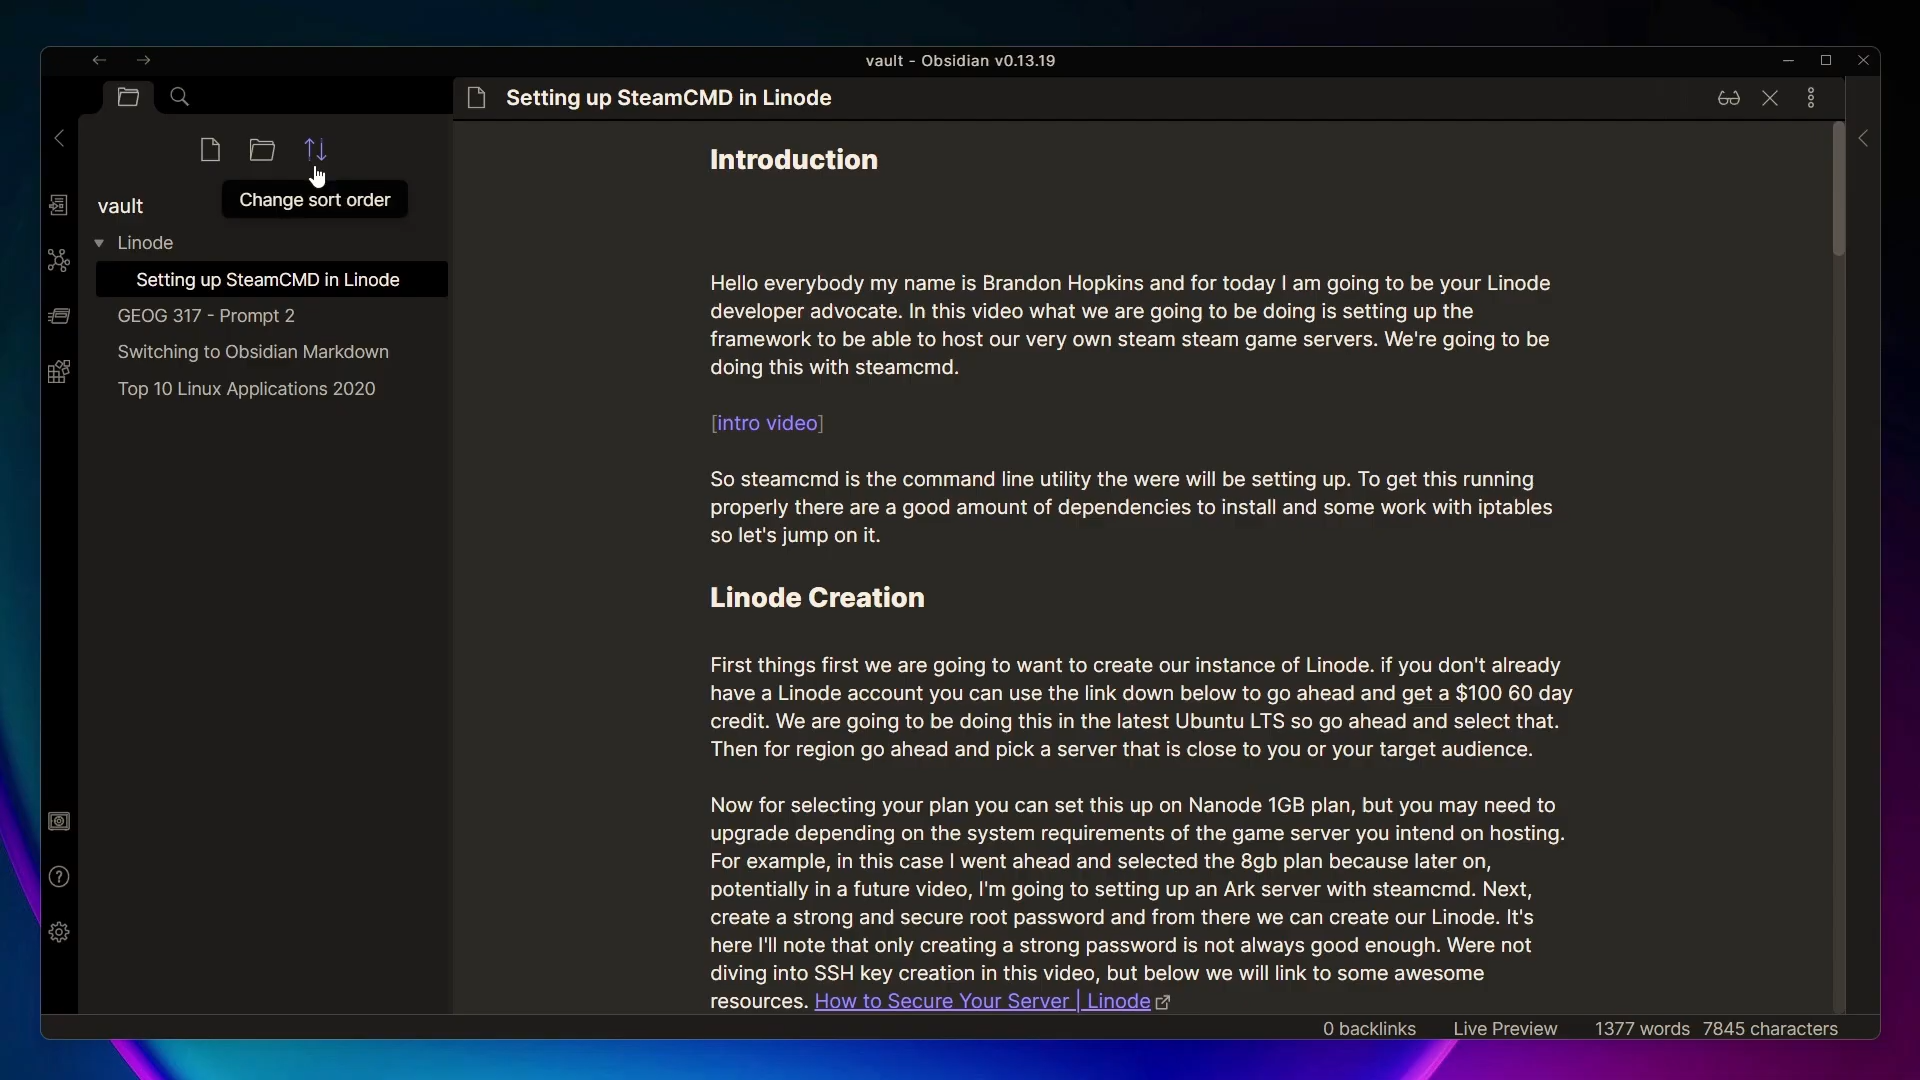 vault - Obsidian v0.13.19
Setting up SteamCMD in Linode
Change sort order
vault
Linode
Setting up SteamCMD in Linode
GEOG 317 - Prompt 2
Switching to Obsidian Markdown
Top 10 Linux Applications 2020
Introduction
Hello everybody my name is Brandon Hopkins and for today I am going to be your Linode
developer advocate. In this video what we are going to be doing is setting up the
framework to be able to host our very own steam steam game servers. We're going to be
doing this with steamcmd.
[intro video]
So steamcmd is the command line utility the were will be setting up. To get this running
properly there are a good amount of dependencies to install and some work with iptables
so let's jump on it.
Linode Creation
First things first we are going to want to create our instance of Linode. if you don't already
have a Linode account you can use the link down below to go ahead and get a $100 60 day
credit. We are going to be doing this in the latest Ubuntu LTS so go ahead and select that.
Then for region go ahead and pick a server that is close to you or your target audience.
Now for selecting your plan you can set this up on Nanode 1GB plan, but you may need to
upgrade depending on the system requirements of the game server you intend on hosting.
For example, in this case I went ahead and selected the 8gb plan because later on,
potentially in a future video, I'm going to setting up an Ark server with steamcmd. Next,
create a strong and secure root password and from there we can create our Linode. It's
here I'll note that only creating a strong password is not always good enough. Were not
diving into SSH key creation in this video, but below we will link to some awesome
resources. How to Secure Your Server | Linode
0 backlinks Live Preview 1377 words 7845 characters